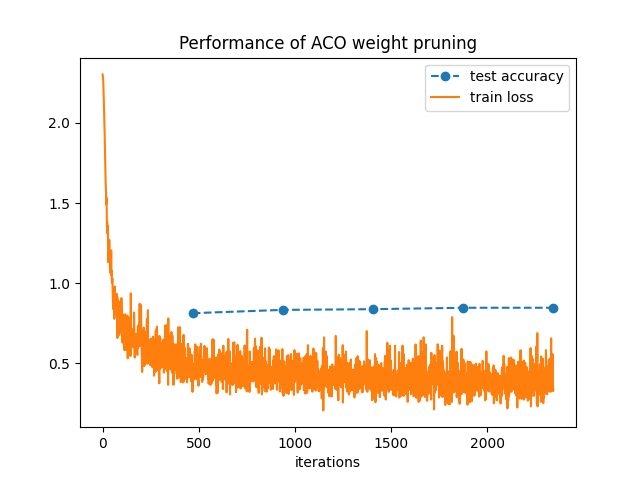 Performance of ACO weight pruning
test accuracy
train loss
2.0
1.5
1.0
0.5
0
500
1000
1500
2000
iterations